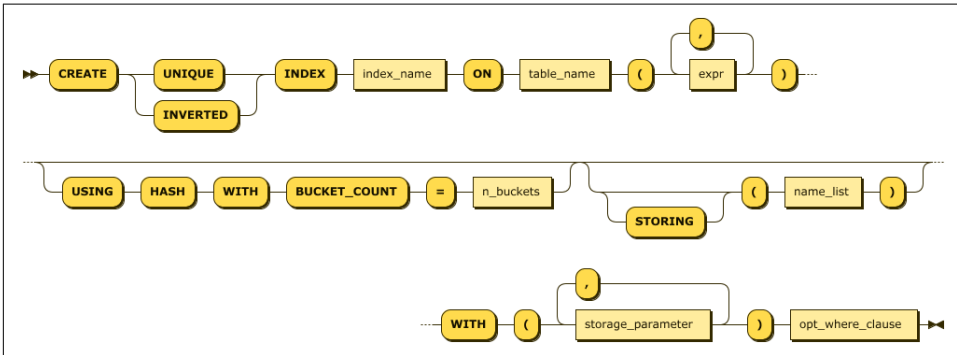 ,
CREATE UNIQUE INDEX index_name ON table_name ( expr )
INVERTED
USING HASH WITH BUCKET_COUNT = n_buckets ( name_list )
STORING
,
WITH ( storage_parameter ) opt_where_clause